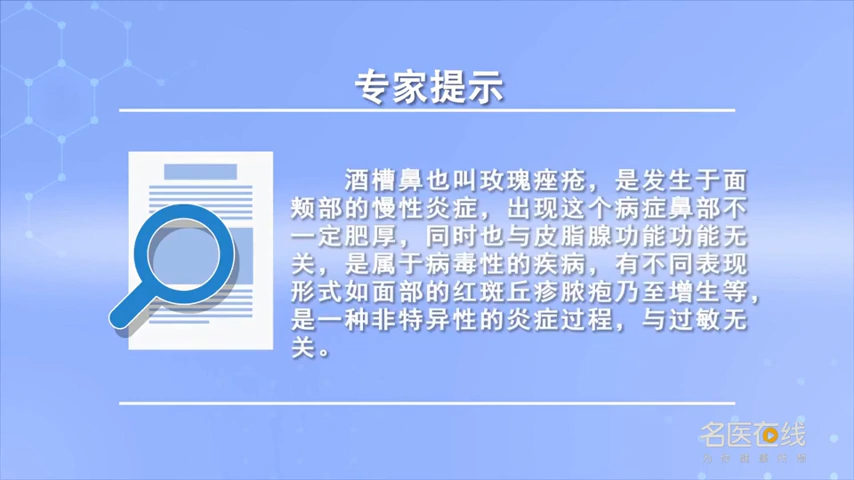 专家提示
酒槽鼻也叫玫瑰痤疮，是发生于面
颊部的慢性炎症，出现这个病症鼻部不
一定肥厚，同时也与皮脂腺功能功能无
关，是属于病毒性的疾病，有不同表现
形式如面部的红斑丘疹脓疱乃至增生等，
是一种非特异性的炎症过程，与过敏无
关。
名医在线